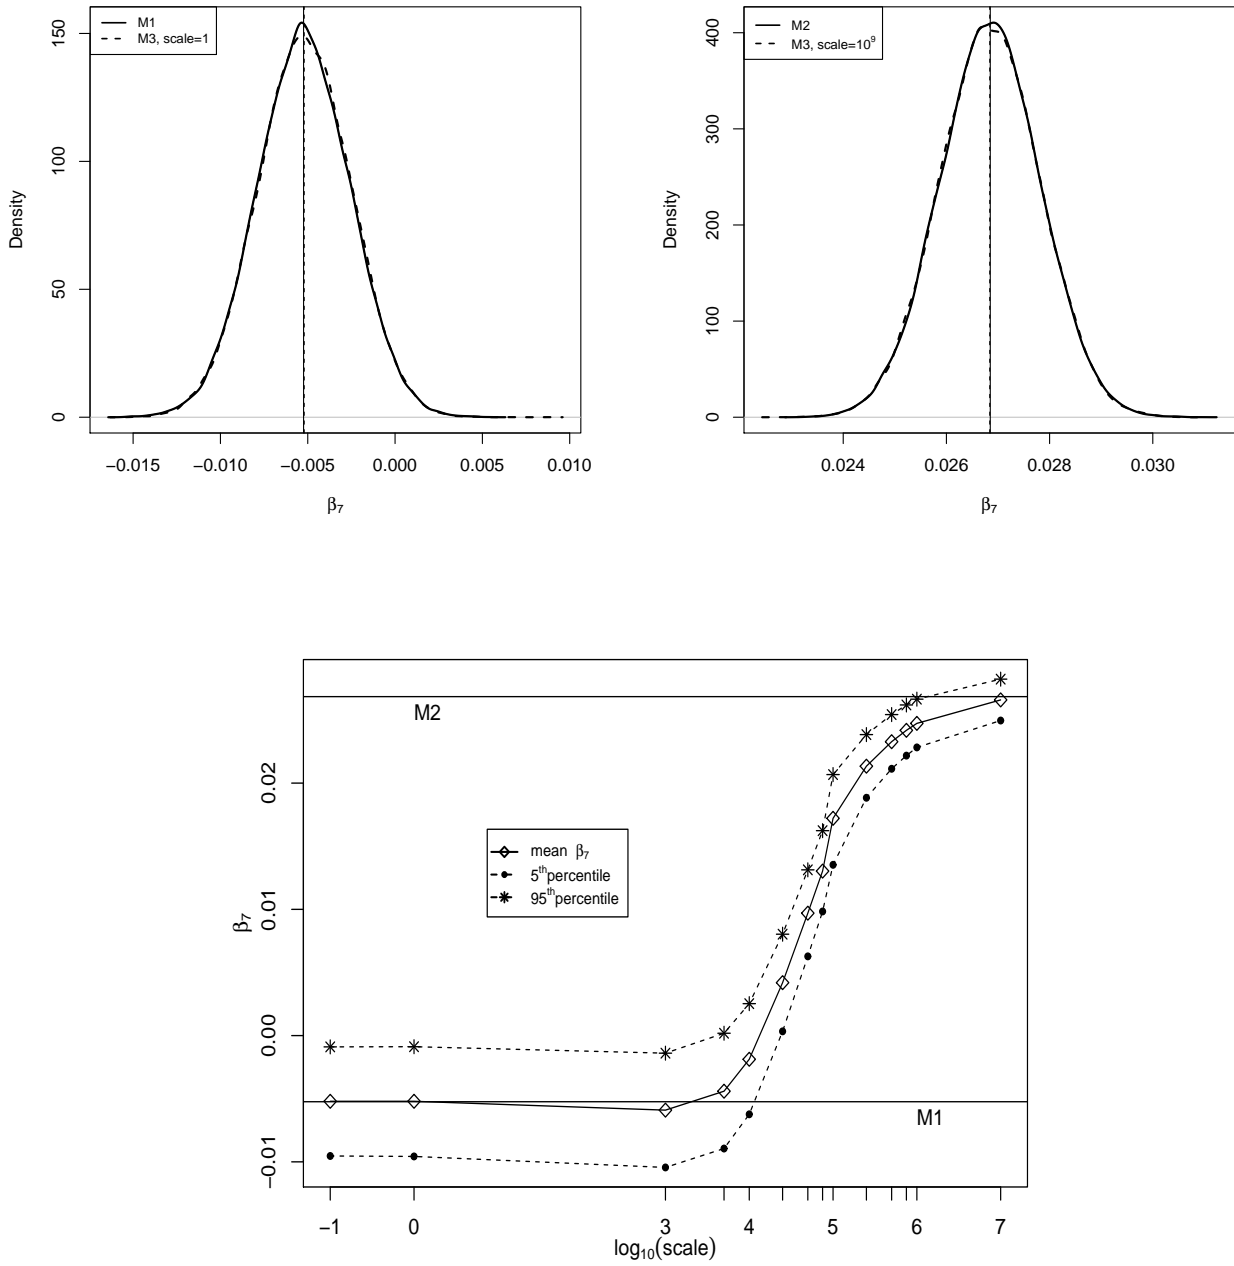 M1
M3, scale=1
Density
0
50
100
150
−0.015 −0.010 −0.005 0.000 0.005 0.010
β₇
M2
M3, scale=10⁹
Density
0
100
200
300
400
0.024 0.026 0.028 0.030
β₇
M2
M1
mean β₇
5ᵗʰpercentile
95ᵗʰpercentile
β₇
−0.01
0.00
0.01
0.02
−1 0 3 4 5 6 7
log₁₀(scale)